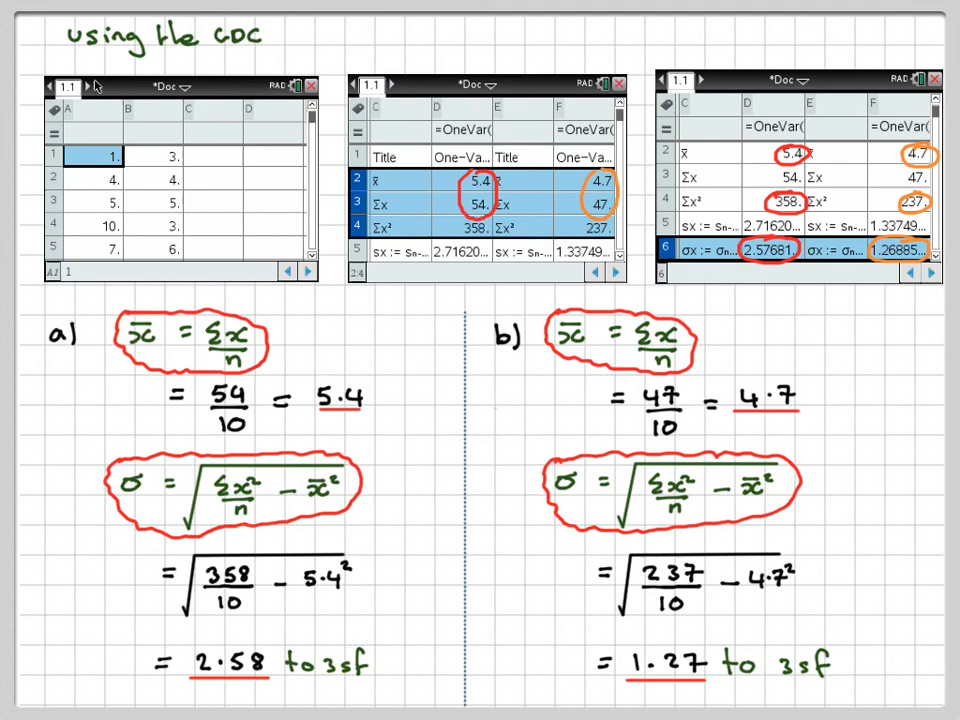 using the GDC
1.1 *Doc RAD
A B C D
=
1 1. 3.
2 4. 4.
3 5. 5.
4 10. 3.
5 7. 6.
A1 1
1.1 *Doc RAD
C D E F
= =OneVar( =OneVar(
1 Title One-Va... Title One-Va...
2 x̄ 5.4 x̄ 4.7
3 Σx 54. Σx 47.
4 Σx² 358. Σx² 237.
5 sx := sn-... 2.71620... sx := sn-... 1.33749...
2:4
1.1 *Doc RAD
C D E F
= =OneVar( =OneVar(
2 x̄ 5.4 x̄ 4.7
3 Σx 54. Σx 47.
4 Σx² 358. Σx² 237.
5 sx := sn-... 2.71620... sx := sn-... 1.33749...
6 σx := σn... 2.57681... σx := σn... 1.26885...
6
a) x̄ = Σx/n
= 54/10 = 5.4
σ = √(Σx²/n - x̄²)
= √(358/10 - 5.4²)
= 2.58 to 3sf
b) x̄ = Σx/n
= 47/10 = 4.7
σ = √(Σx²/n - x̄²)
= √(237/10 - 4.7²)
= 1.27 to 3sf